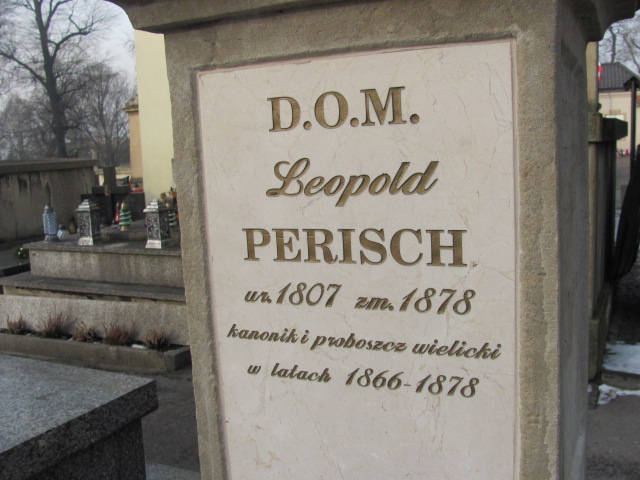 D.O.M.
Leopold
PERISCH
ur. 1807 zm. 1878
kanonik i proboszcz wielicki
w latach 1866-1878